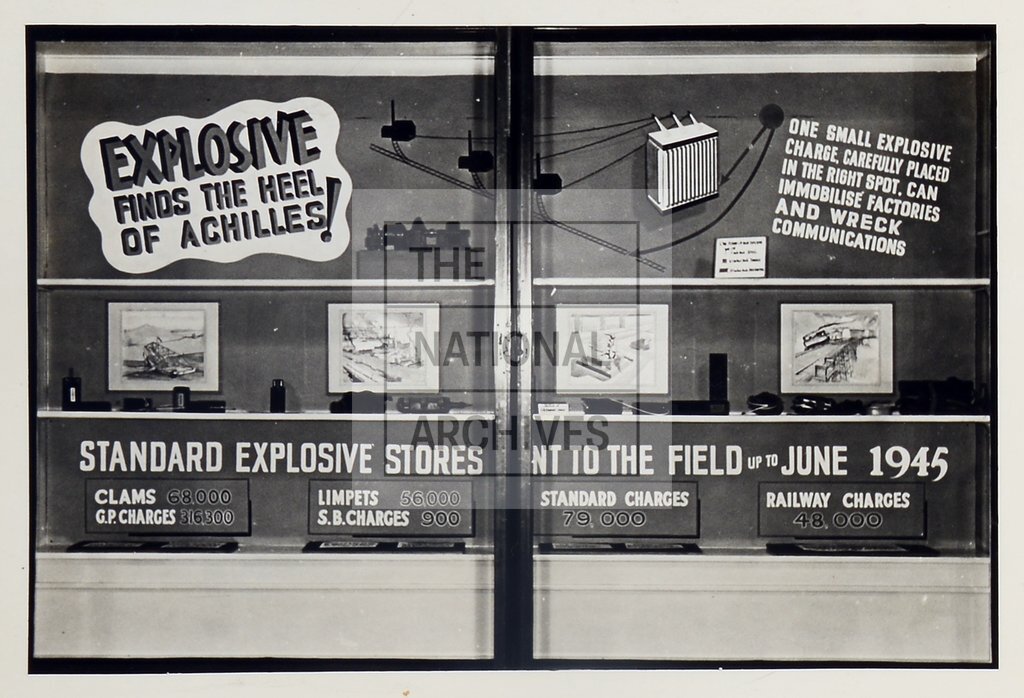 EXPLOSIVE
FINDS THE HEEL
OF ACHILLES!
ONE SMALL EXPLOSIVE
CHARGE, CAREFULLY PLACED
IN THE RIGHT SPOT, CAN
IMMOBILISE FACTORIES
AND WRECK
COMMUNICATIONS
THE
NATIONAL
ARCHIVES
STANDARD EXPLOSIVE STORES NT TO THE FIELD UP TO JUNE 1945
CLAMS 68,000
G.P. CHARGES 316,300
LIMPETS 56000
S.B. CHARGES 900
STANDARD CHARGES
79,000
RAILWAY CHARGES
48,000